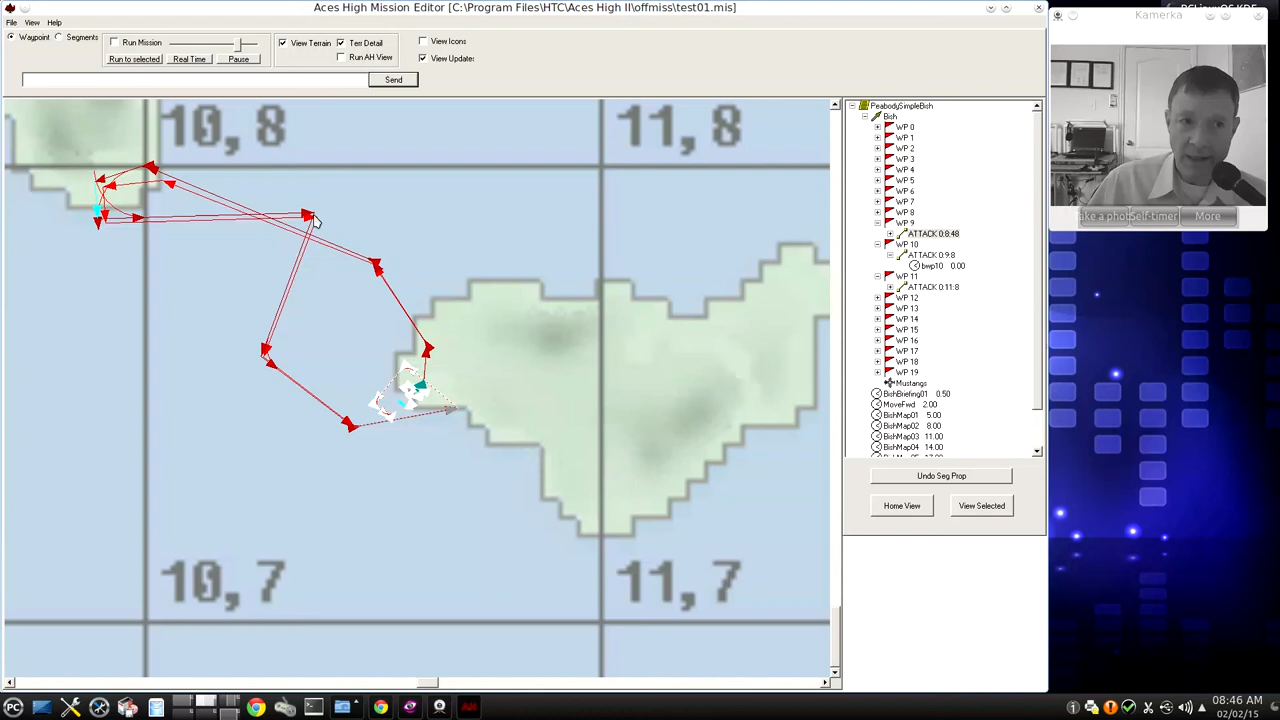 Aces High Mission Editor [C:\Program Files\HTC\Aces High II\offmiss\test01.mis]
Kamerka
File View Help
Waypoint Segments
Run Mission
View Terrain
Terr Detail
View Icons
Run to selected
Real Time
Pause
Run AH View
View Update:
Send
Self-timer
More
10,8
11,8
10,7
11,7
PeabodySimpleBish
Bish
WP 0
WP 1
WP 2
WP 3
WP 4
WP 5
WP 6
WP 7
WP 8
WP 9
ATTACK 0:8:48
WP 10
ATTACK 0:9:8
bwp10 0.00
WP 11
ATTACK 0:11:8
WP 12
WP 13
WP 14
WP 15
WP 16
WP 17
WP 18
WP 19
Mustangs
BishBriefing01 0.50
MoveFwd 2.00
BishMap01 5.00
BishMap02 8.00
BishMap03 11.00
BishMap04 14.00
Undo Seg Prop
Home View
View Selected
PC
08:46 AM
02/02/15